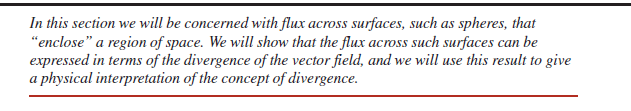 In this section we will be concerned with flux across surfaces, such as spheres, that
“enclose” a region of space. We will show that the flux across such surfaces can be
expressed in terms of the divergence of the vector field, and we will use this result to give
a physical interpretation of the concept of divergence.